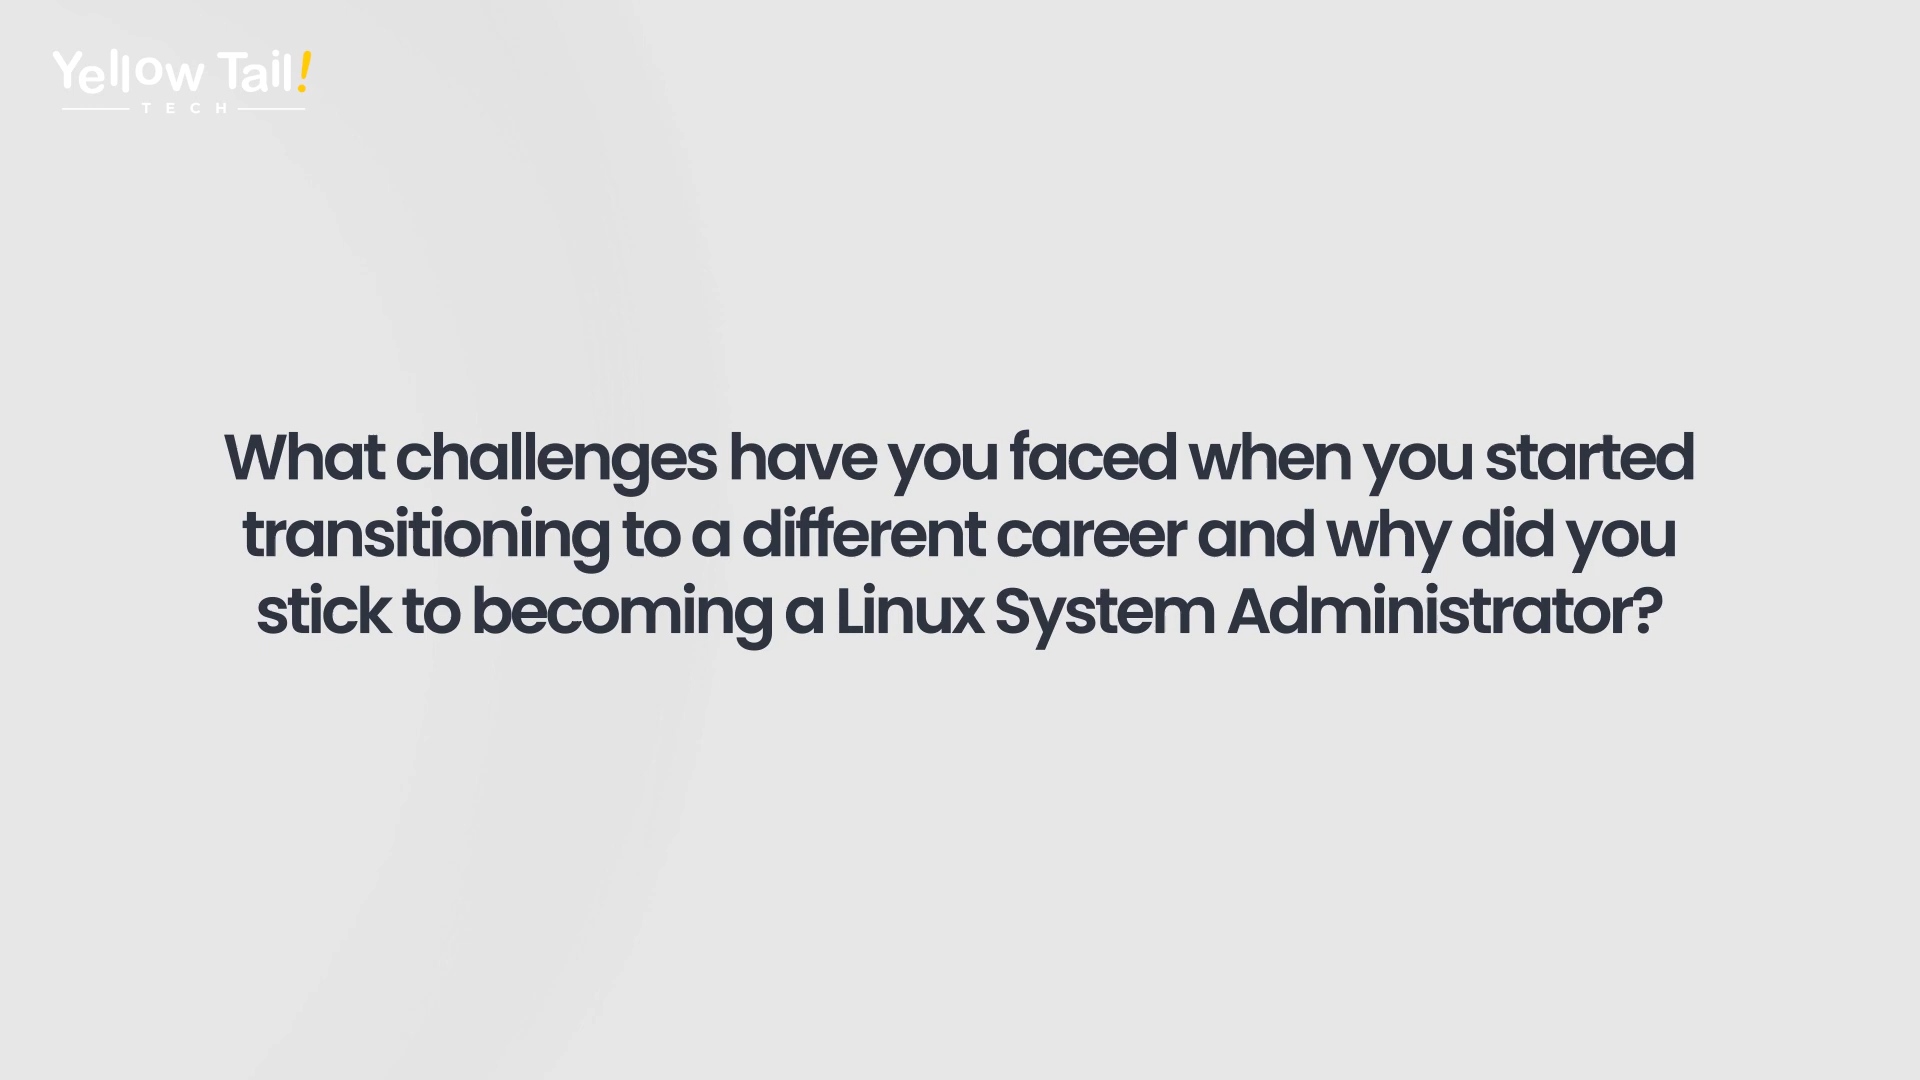 Yellow Tail!
TECH
What challenges have you faced when you started
transitioning to a different career and why did you
stick to becoming a Linux System Administrator?